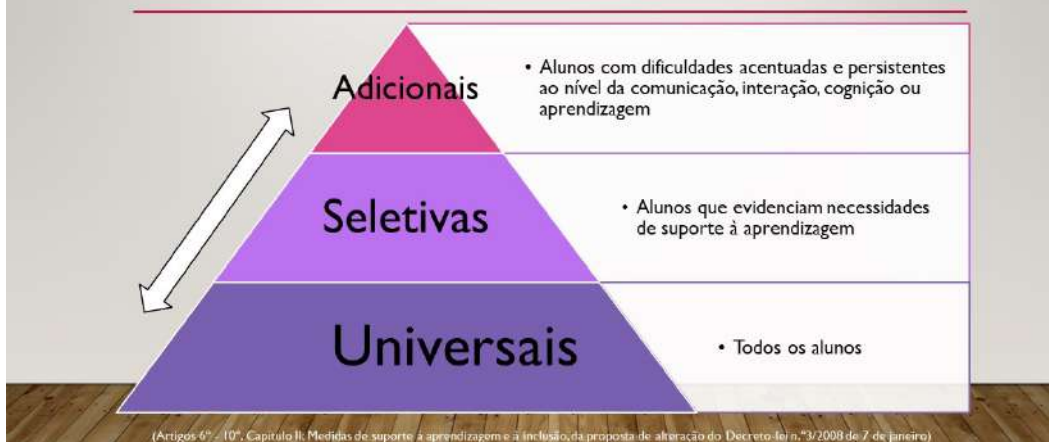 Adicionais
• Alunos com dificuldades acentuadas e persistentes
ao nível da comunicação, interação, cognição ou
aprendizagem
Seletivas
• Alunos que evidenciam necessidades
de suporte à aprendizagem
Universais
• Todos os alunos
(Artigos 6º - 10º, Capítulo II: Medidas de suporte à aprendizagem e à inclusão, da proposta de alteração do Decreto-lei n.º3/2008 de 7 de janeiro)